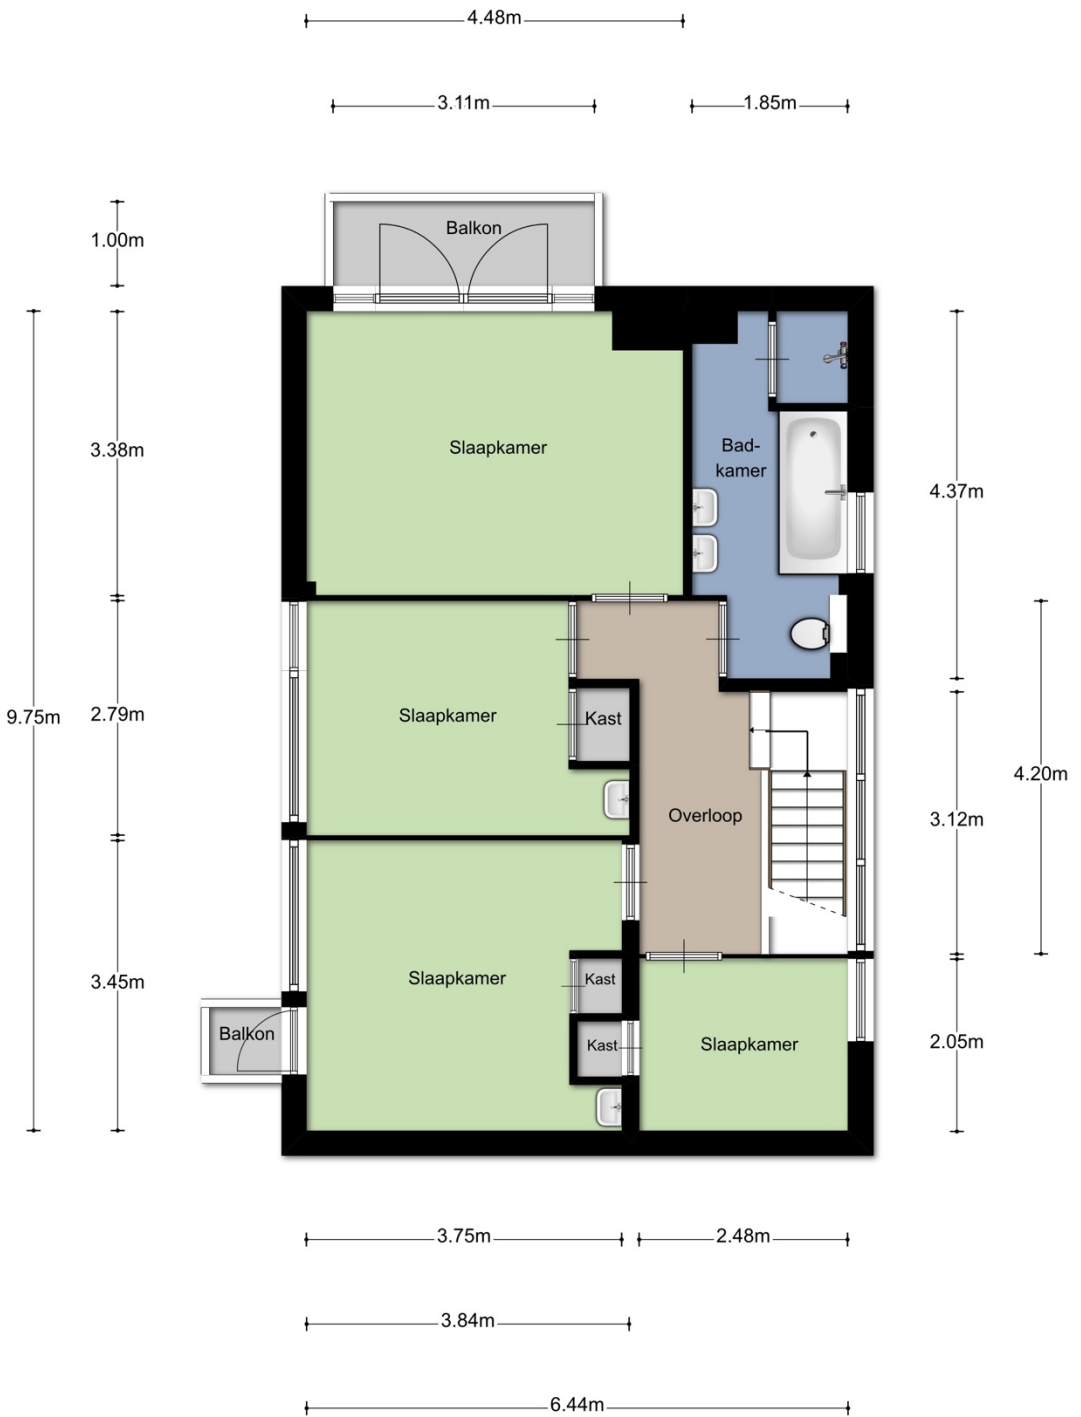 4.48m
3.11m
1.85m
Balkon
1.00m
3.38m
Slaapkamer
Bad-
kamer
4.37m
9.75m
2.79m
Slaapkamer
Kast
4.20m
Overloop
3.12m
3.45m
Slaapkamer
Kast
Balkon
Kast
Slaapkamer
2.05m
3.75m
2.48m
3.84m
6.44m